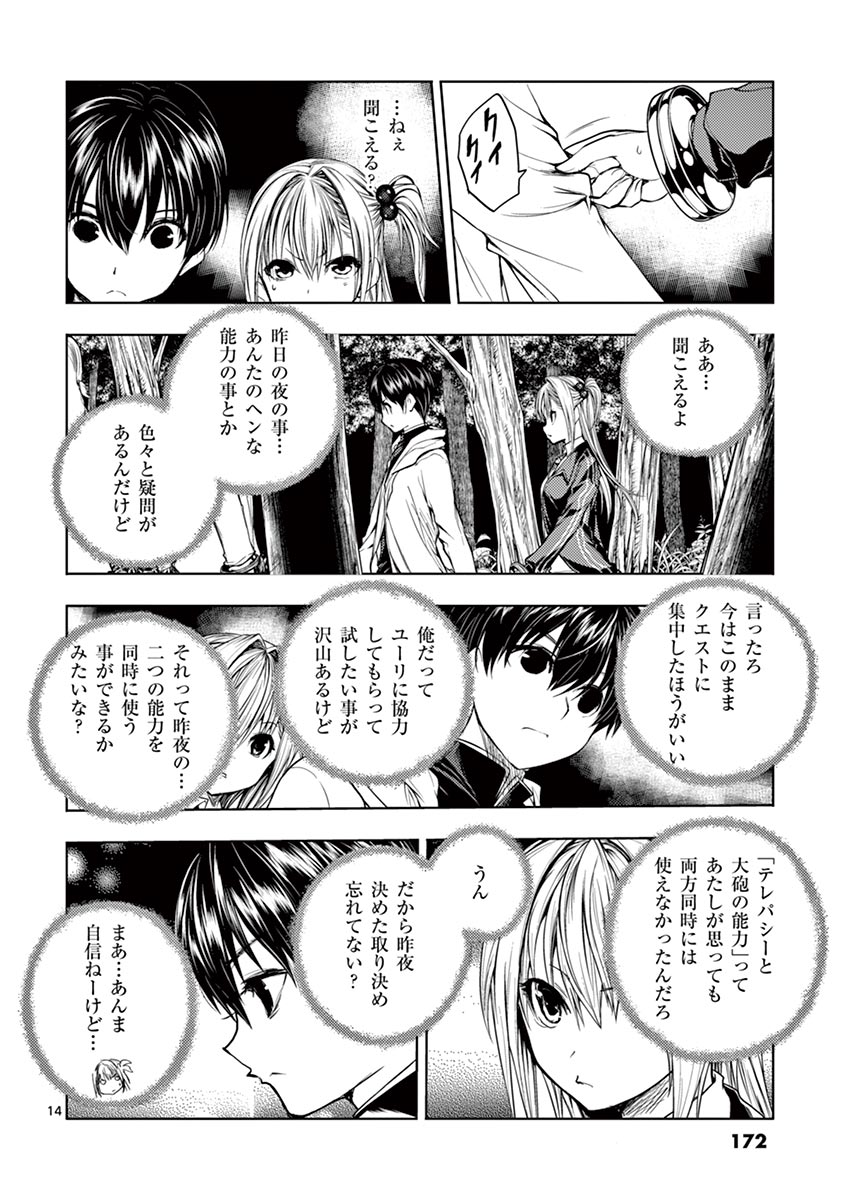 グイ
グイ
…ねぇ
聞こえる?
ああ…
聞こえるよ
昨日の夜の事…
あんたのヘンな
能力の事とか
色々と疑問が
あるんだけど
言ったろ
今はこのまま
クエストに
集中したほうがいい
俺だって
ユーリに協力
してもらって
試したい事が
沢山あるけど
それって昨夜の…
二つの能力を
同時に使う
事ができるか
みたいな?
「テレパシーと
大砲の能力」って
あたしが思っても
両方同時には
使えなかったんだろ
うん
だから昨夜
決めた取り決め
忘れてない?
まあ…あんま
自信ねーけど…
14
172